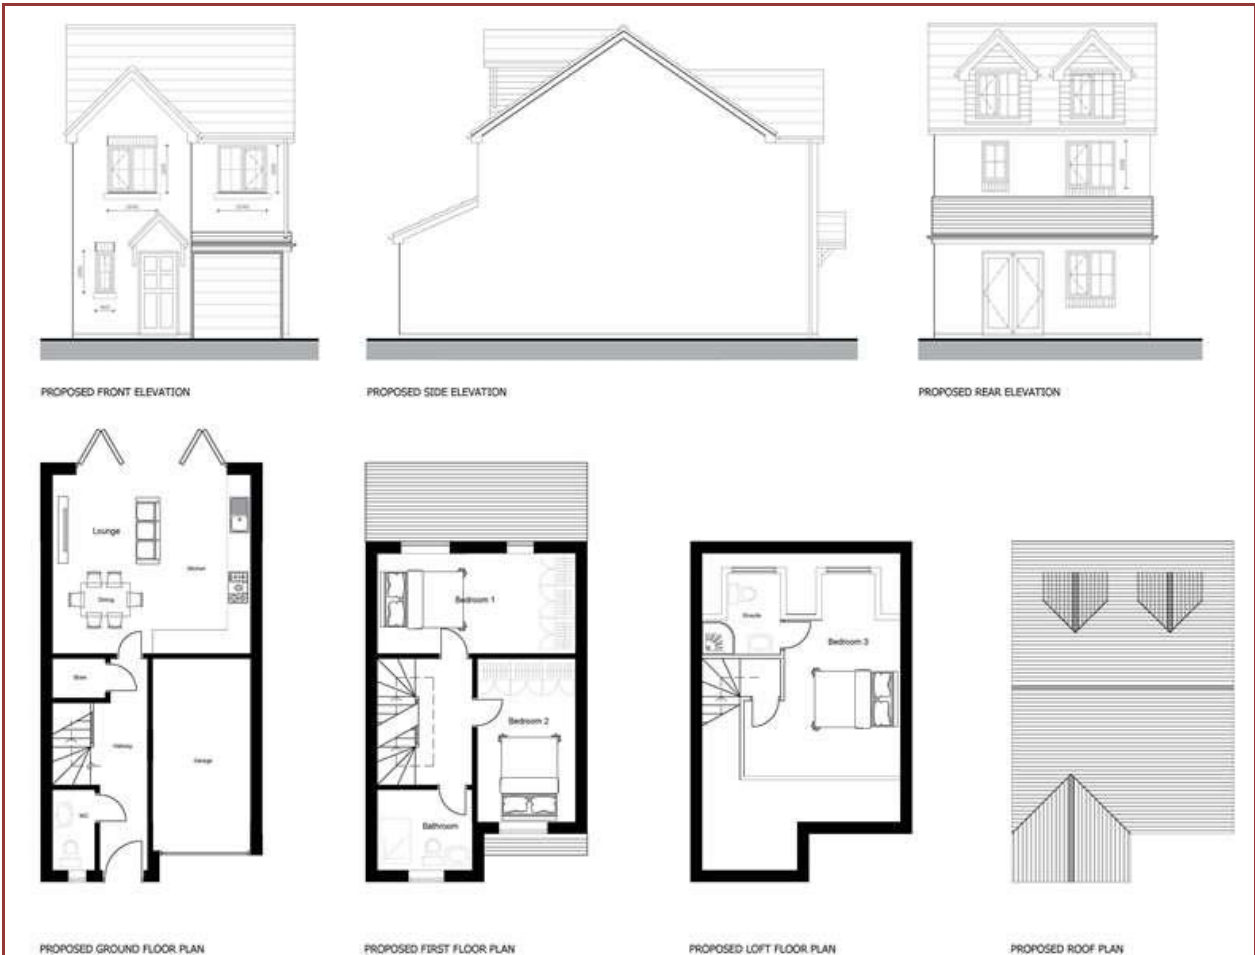 PROPOSED FRONT ELEVATION
PROPOSED SIDE ELEVATION
PROPOSED REAR ELEVATION
Lounge
Kitchen
Dining
Store
Hallway
Garage
WC
Bedroom 1
Bedroom 2
Bathroom
Ensuite
Bedroom 3
PROPOSED GROUND FLOOR PLAN
PROPOSED FIRST FLOOR PLAN
PROPOSED LOFT FLOOR PLAN
PROPOSED ROOF PLAN